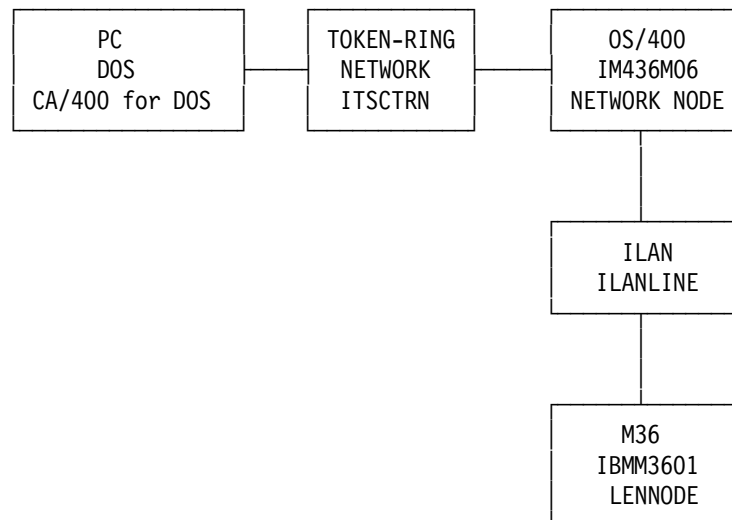 PC
DOS
CA/400 for DOS
TOKEN-RING
NETWORK
ITSCTRN
OS/400
IM436M06
NETWORK NODE
ILAN
ILANLINE
M36
IBMM3601
LENNODE